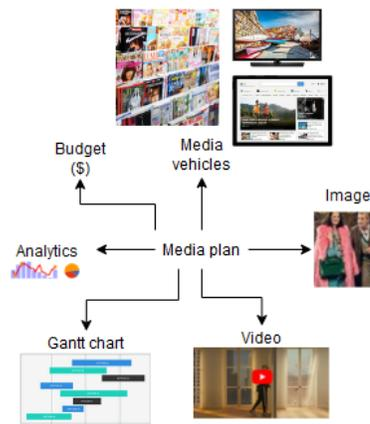 Budget
($)
Media
vehicles
Image
Analytics
Media plan
Gantt chart
Video